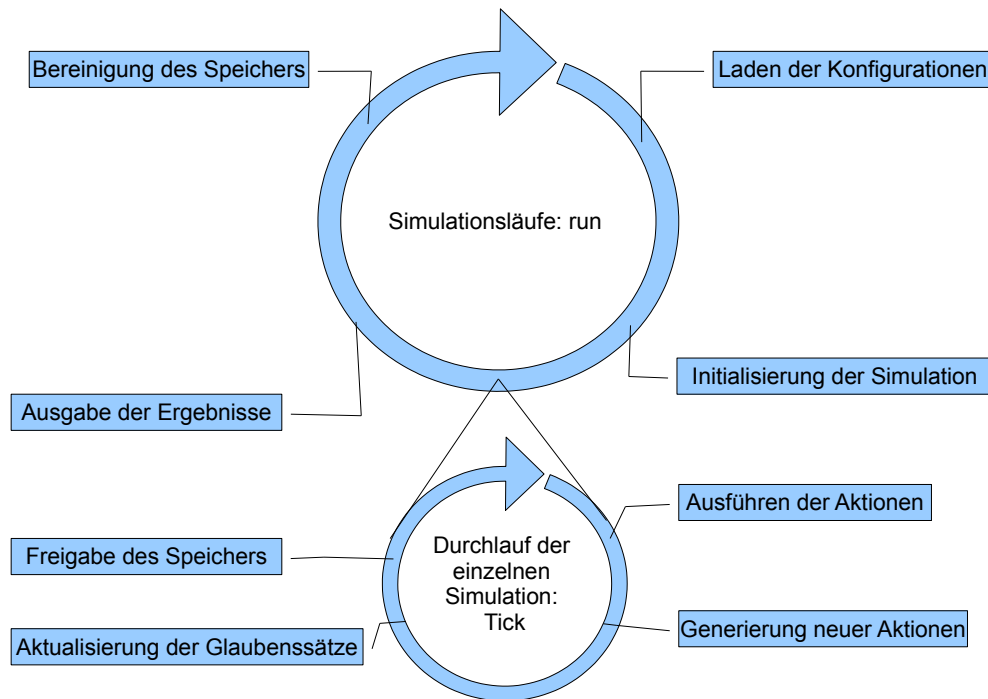 Bereinigung des Speichers
Laden der Konfigurationen
Simulationsläufe: run
Initialisierung der Simulation
Ausgabe der Ergebnisse
Ausführen der Aktionen
Freigabe des Speichers
Durchlauf der
einzelnen
Simulation:
Tick
Generierung neuer Aktionen
Aktualisierung der Glaubenssätze